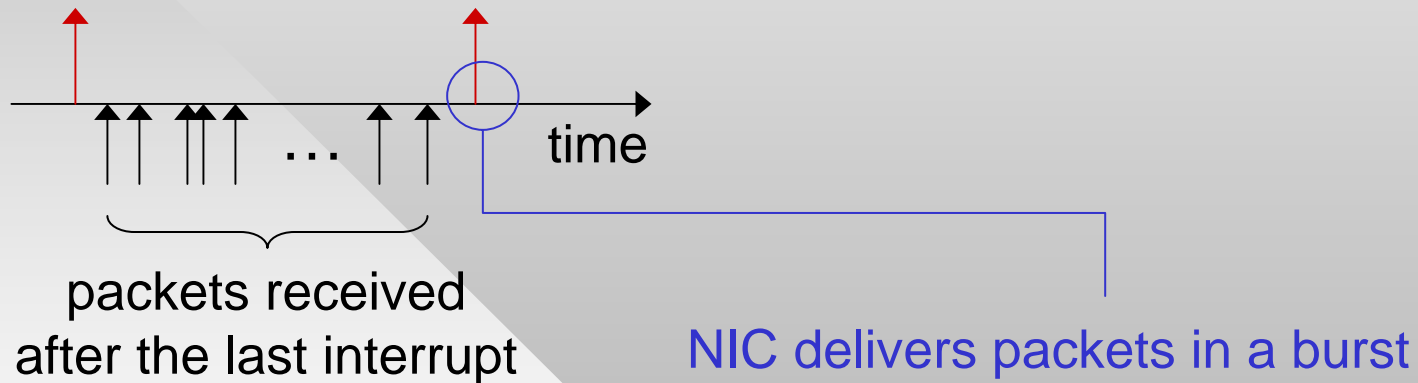 …
time
packets received
after the last interrupt
NIC delivers packets in a burst